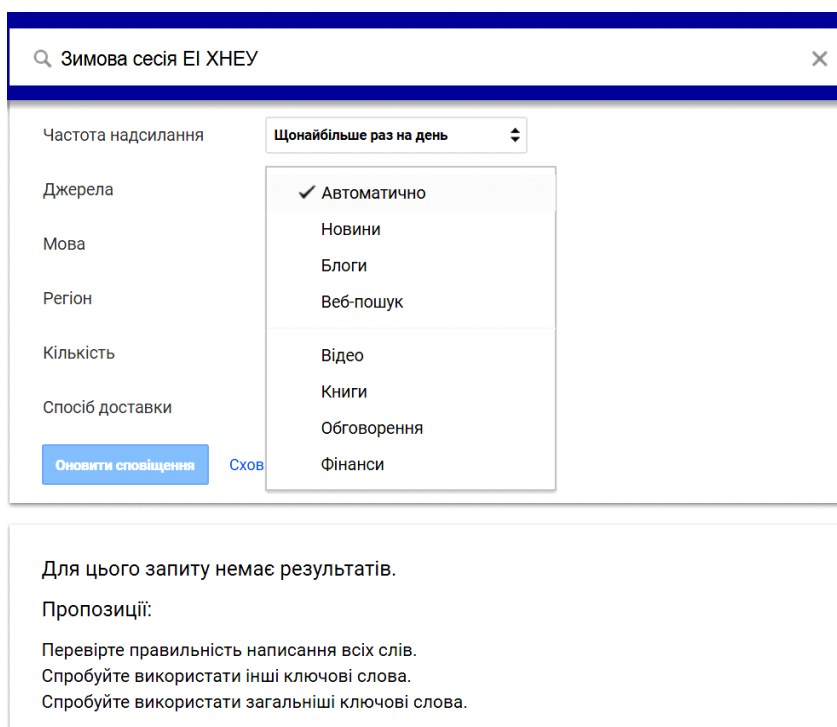 Зимова сесія ЕІ ХНЕУ
Частота надсилання
Щонайбільше раз на день
Джерела
Автоматично
Новини
Мова
Блоги
Регіон
Веб-пошук
Кількість
Відео
Книги
Спосіб доставки
Обговорення
Оновити сповіщення
Схов
Фінанси
Для цього запиту немає результатів.
Пропозиції:
Перевірте правильність написання всіх слів.
Спробуйте використати інші ключові слова.
Спробуйте використати загальніші ключові слова.